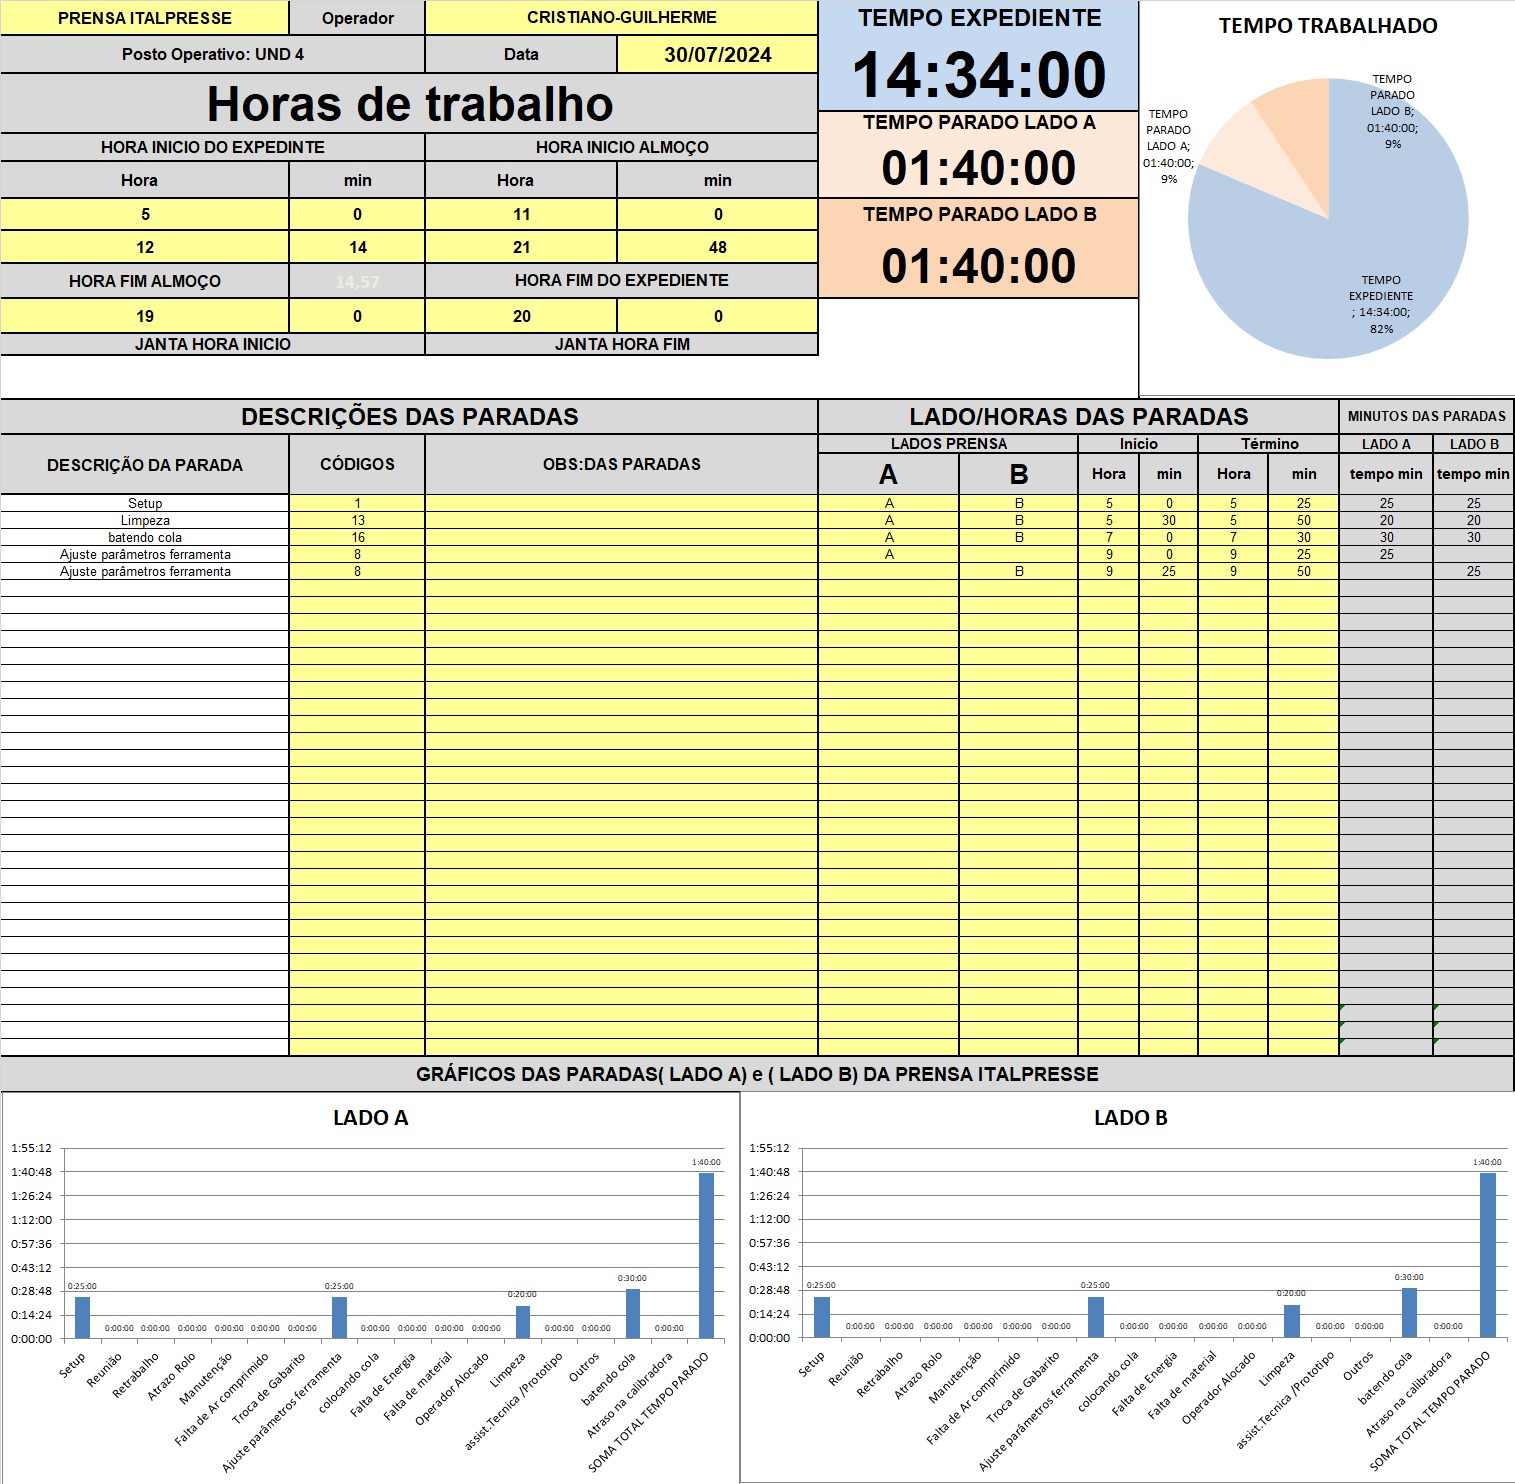 PRENSA ITALPRESSE Operador CRISTIANO-GUILHERME
Posto Operativo: UND 4 Data 30/07/2024
Horas de trabalho
HORA INICIO DO EXPEDINTE HORA INICIO ALMOÇO
Hora min Hora min
5 0 11 0
12 14 21 48
HORA FIM ALMOÇO 14,57 HORA FIM DO EXPEDIENTE
19 0 20 0
JANTA HORA INICIO JANTA HORA FIM
TEMPO EXPEDIENTE
14:34:00
TEMPO PARADO LADO A
01:40:00
TEMPO PARADO LADO B
01:40:00
TEMPO TRABALHADO
TEMPO
PARADO
LADO B;
01:40:00;
9%
TEMPO
PARADO
LADO A;
01:40:00;
9%
TEMPO
EXPEDIENTE
; 14:34:00;
82%
DESCRIÇÕES DAS PARADAS LADO/HORAS DAS PARADAS MINUTOS DAS PARADAS
DESCRIÇÃO DA PARADA CÓDIGOS OBS:DAS PARADAS
LADOS PRENSA Início Término LADO A LADO B
A B Hora min Hora min tempo min tempo min
Setup 1 A B 5 0 5 25 25 25
Limpeza 13 A B 5 30 5 50 20 20
batendo cola 16 A B 7 0 7 30 30 30
Ajuste parâmetros ferramenta 8 A 9 0 9 25 25
Ajuste parâmetros ferramenta 8 B 9 25 9 50 25
GRÁFICOS DAS PARADAS( LADO A) e ( LADO B) DA PRENSA ITALPRESSE
LADO A
1:55:12
1:40:48
1:26:24
1:12:00
0:57:36
0:43:12
0:28:48
0:14:24
0:00:00
0:25:00 0:00:00 0:00:00 0:00:00 0:00:00 0:00:00 0:00:00 0:25:00 0:00:00 0:00:00 0:00:00 0:00:00 0:20:00 0:00:00 0:00:00 0:30:00 0:00:00 1:40:00
Setup
Reunião
Retrabalho
Atrazo Rolo
Manutenção
Falta de Ar comprimido
Troca de Gabarito
Ajuste parâmetros ferramenta
colocando cola
Falta de Energia
Falta de material
Operador Alocado
Limpeza
assist.Tecnica /Prototipo
Outros
batendo cola
Atraso na calibradora
SOMA TOTAL TEMPO PARADO
LADO B
1:55:12
1:40:48
1:26:24
1:12:00
0:57:36
0:43:12
0:28:48
0:14:24
0:00:00
0:25:00 0:00:00 0:00:00 0:00:00 0:00:00 0:00:00 0:00:00 0:25:00 0:00:00 0:00:00 0:00:00 0:00:00 0:20:00 0:00:00 0:00:00 0:30:00 0:00:00 1:40:00
Setup
Reunião
Retrabalho
Atrazo Rolo
Manutenção
Falta de Ar comprimido
Troca de Gabarito
Ajuste parâmetros ferramenta
colocando cola
Falta de Energia
Falta de material
Operador Alocado
Limpeza
assist.Tecnica /Prototipo
Outros
batendo cola
Atraso na calibradora
SOMA TOTAL TEMPO PARADO